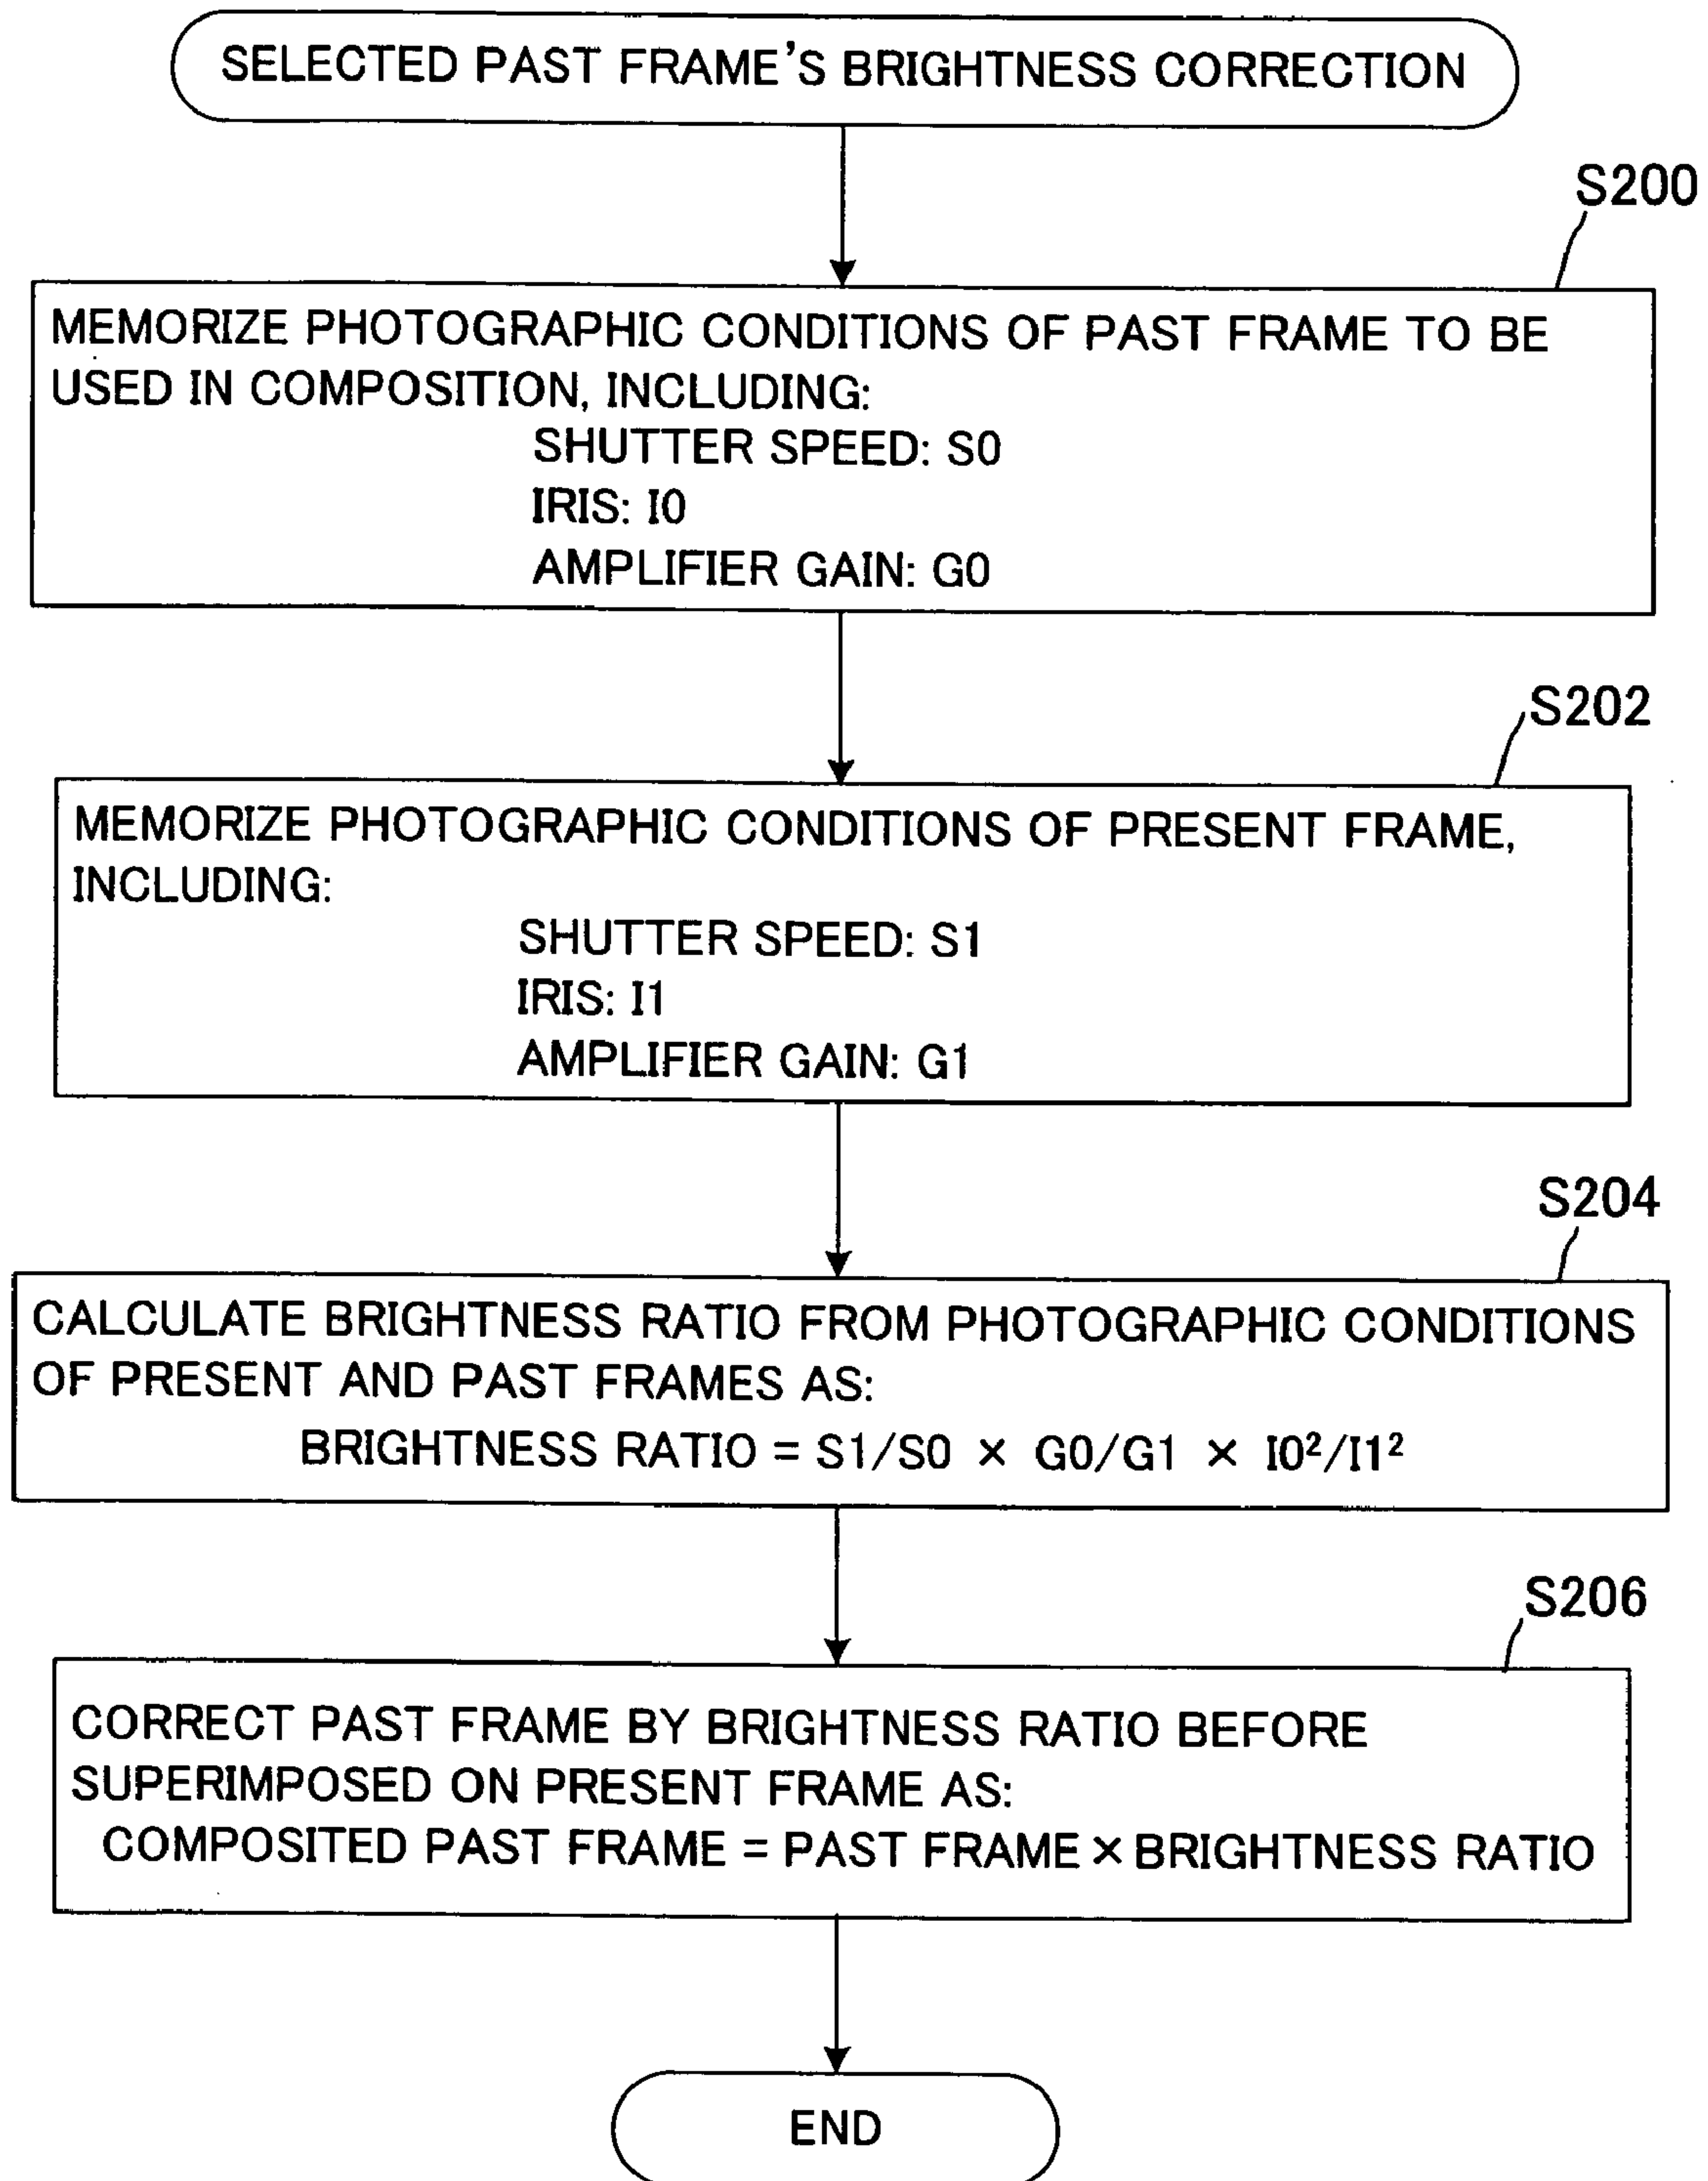 SELECTED PAST FRAME'S BRIGHTNESS CORRECTION
S200
MEMORIZE PHOTOGRAPHIC CONDITIONS OF PAST FRAME TO BE
USED IN COMPOSITION, INCLUDING:
SHUTTER SPEED: S0
IRIS: I0
AMPLIFIER GAIN: G0
S202
MEMORIZE PHOTOGRAPHIC CONDITIONS OF PRESENT FRAME,
INCLUDING:
SHUTTER SPEED: S1
IRIS: I1
AMPLIFIER GAIN: G1
S204
CALCULATE BRIGHTNESS RATIO FROM PHOTOGRAPHIC CONDITIONS
OF PRESENT AND PAST FRAMES AS:
BRIGHTNESS RATIO = S1/S0 × G0/G1 × I0²/I1²
S206
CORRECT PAST FRAME BY BRIGHTNESS RATIO BEFORE
SUPERIMPOSED ON PRESENT FRAME AS:
COMPOSITED PAST FRAME = PAST FRAME × BRIGHTNESS RATIO
END